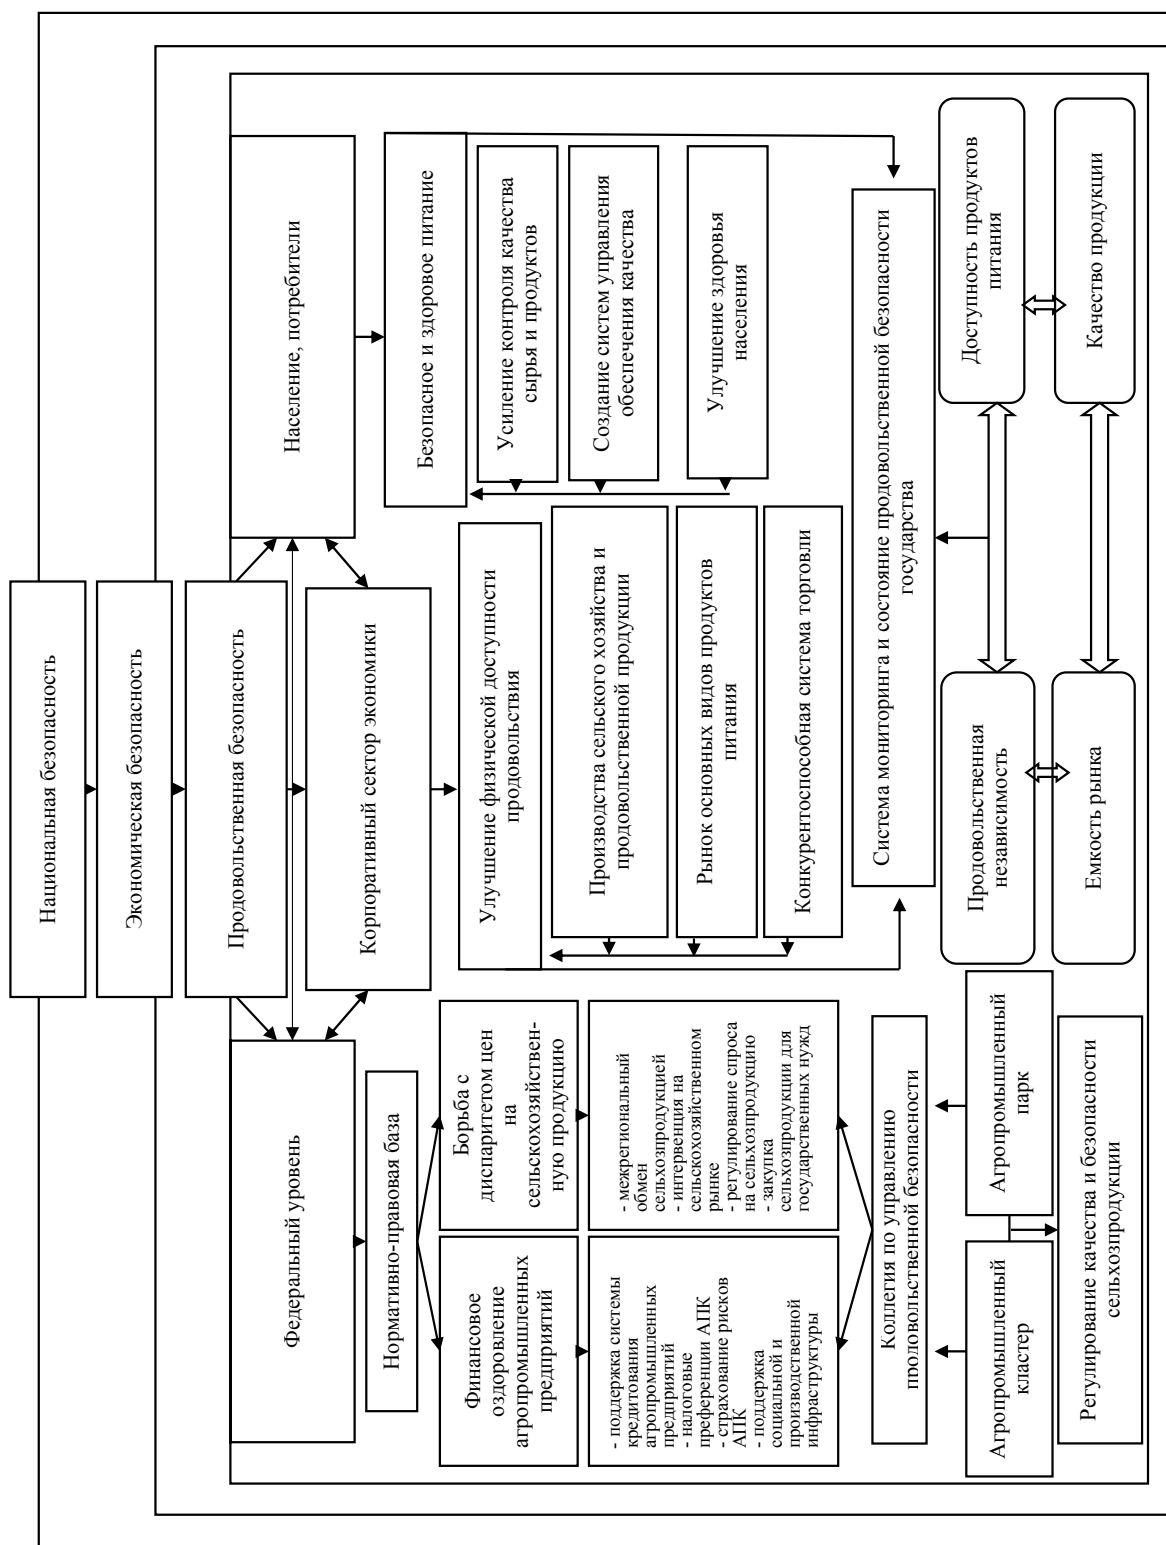 Национальная безопасность
Экономическая безопасность
Продовольственная безопасность
Федеральный уровень
Корпоративный сектор экономики
Население, потребители
Нормативно-правовая база
Финансовое
оздоровление
агропромышленных
предприятий
Борьба с
диспаритетом цен
на
сельскохозяйствен-
ную продукцию
- поддержка системы
кредитования
агропромышленных
предприятий
- налоговые
преференции АПК
- страхование рисков
АПК
- поддержка
социальной и
производственной
инфраструктуры
- межрегиональный
обмен
сельхозпродукцией
- интервенция на
сельскохозяйственном
рынке
- регулирование спроса
на сельхозпродукцию
- закупка
сельхозпродукции для
государственных нужд
Коллегия по управлению
продовольственной безопасности
Агропромышленный
кластер
Агропромышленный
парк
Регулирование качества и безопасности
сельхозпродукции
Улучшение физической доступности
продовольствия
Производства сельского хозяйства и
продовольственной продукции
Рынок основных видов продуктов
питания
Конкурентоспособная система торговли
Безопасное и здоровое питание
Усиление контроля качества
сырья и продуктов
Создание систем управления
обеспечения качества
Улучшение здоровья
населения
Система мониторинга и состояние продовольственной безопасности
государства
Продовольственная
независимость
Доступность продуктов
питания
Емкость рынка
Качество продукции